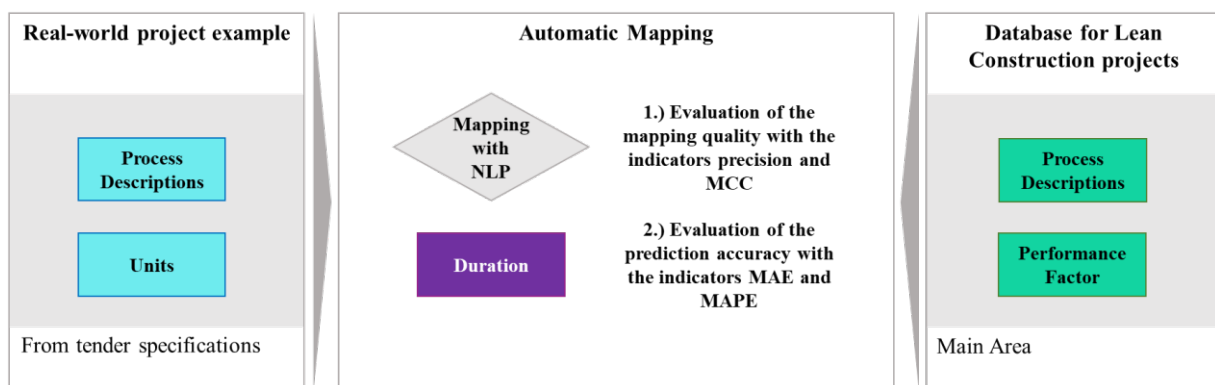 Real-world project example
Process
Descriptions
Units
From tender specifications
Automatic Mapping
Mapping
with
NLP
1.) Evaluation of the
mapping quality with the
indicators precision and
MCC
Duration
2.) Evaluation of the
prediction accuracy with
the indicators MAE and
MAPE
Database for Lean
Construction projects
Process
Descriptions
Performance
Factor
Main Area